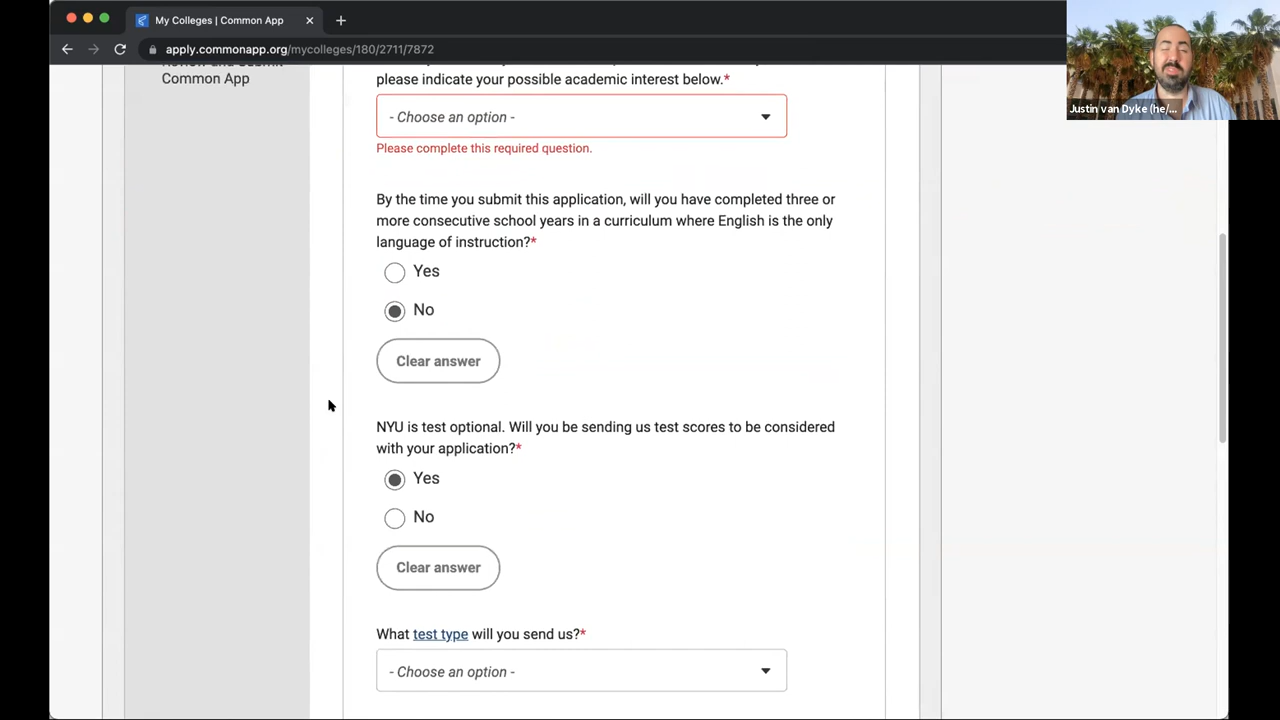 My Colleges | Common App
apply.commonapp.org/mycolleges/180/2711/7872
Justin van Dyke (he/...
Common App
please indicate your possible academic interest below.*
- Choose an option -
Please complete this required question.
By the time you submit this application, will you have completed three or
more consecutive school years in a curriculum where English is the only
language of instruction?*
Yes
No
Clear answer
NYU is test optional. Will you be sending us test scores to be considered
with your application?*
Yes
No
Clear answer
What test type will you send us?*
- Choose an option -